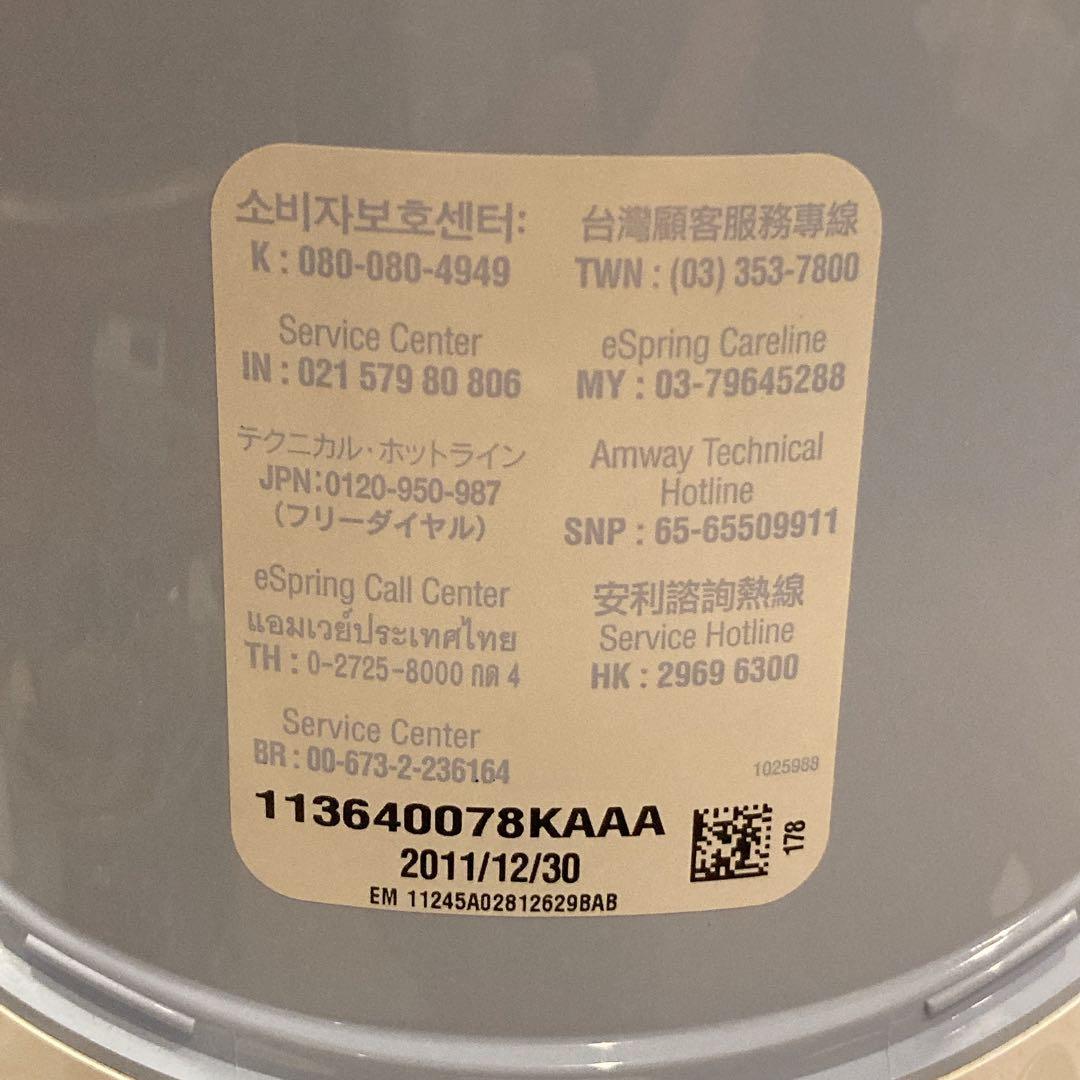 소비자보호센터:
K : 080-080-4949
台灣顧客服務專線
TWN : (03) 353-7800
Service Center
IN : 021 579 80 806
eSpring Careline
MY : 03-79645288
テクニカル・ホットライン
JPN:0120-950-987
(フリーダイヤル)
Amway Technical
Hotline
SNP : 65-65509911
eSpring Call Center
แอมเวย์ประเทศไทย
TH : 0-2725-8000 กด 4
安利諮詢熱線
Service Hotline
HK : 2969 6300
Service Center
BR : 00-673-2-236164
1025988
113640078KAAA
2011/12/30
EM 11245A02812629BAB
178